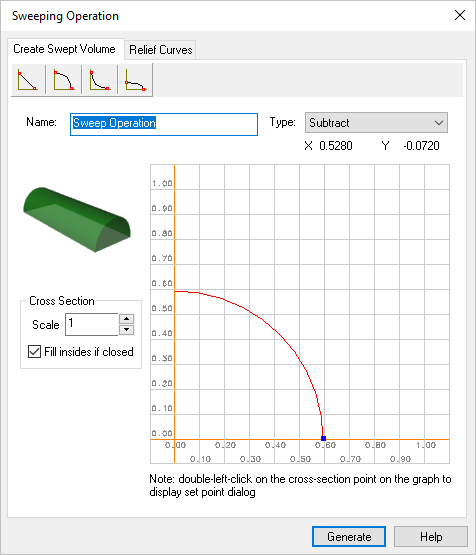 Sweeping Operation
Create Swept Volume Relief Curves
Name: Sweep Operation Type: Subtract
X 0.5280 Y -0.0720
1.00
0.90
0.80
0.70
0.60
0.50
Cross Section
0.40
Scale 1
0.30
Fill insides if closed
0.20
0.10
0.00
0.00 0.20 0.40 0.60 0.80 1.00
0.10 0.30 0.50 0.70 0.90
Note: double-left-click on the cross-section point on the graph to
display set point dialog
Generate Help